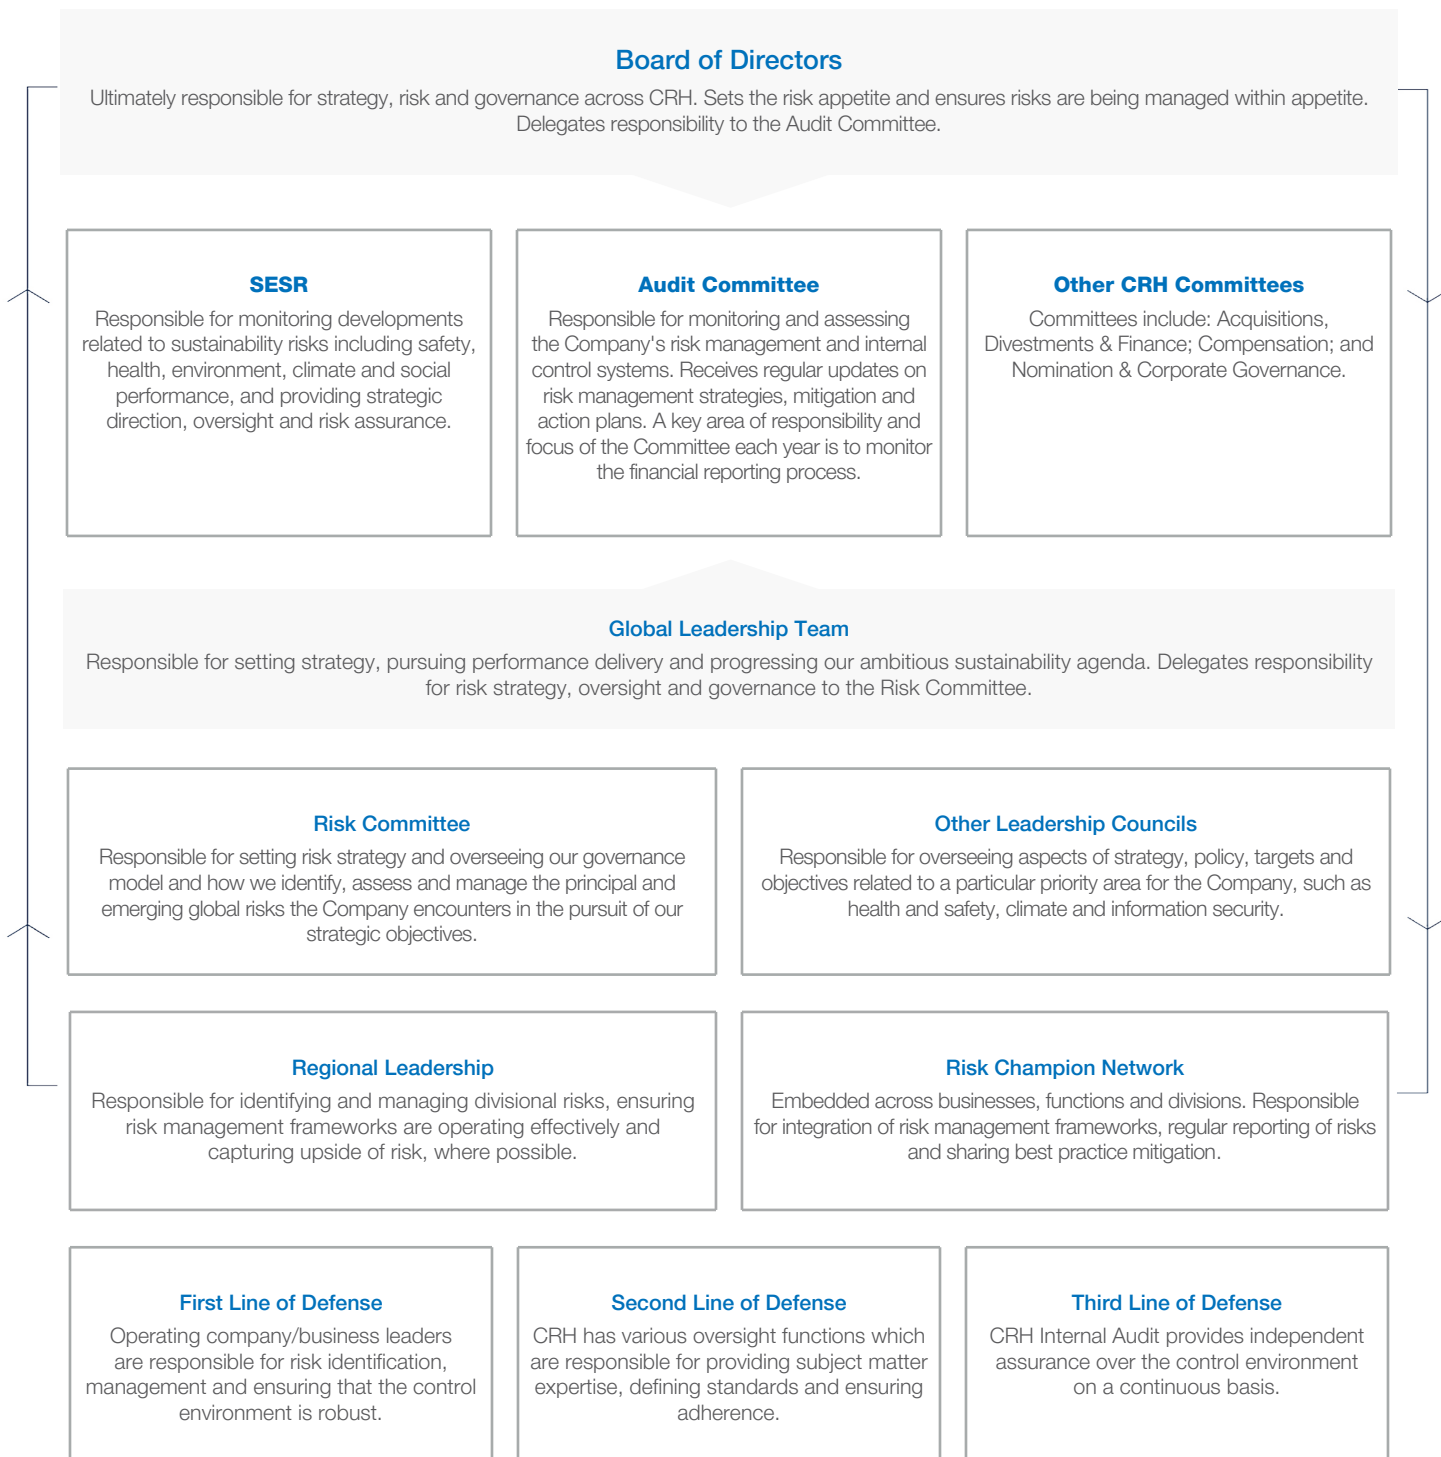 Board of Directors
Ultimately responsible for strategy, risk and governance across CRH. Sets the risk appetite and ensures risks are being managed within appetite.
Delegates responsibility to the Audit Committee.
SESR
Responsible for monitoring developments
related to sustainability risks including safety,
health, environment, climate and social
performance, and providing strategic
direction, oversight and risk assurance.
Audit Committee
Responsible for monitoring and assessing
the Company's risk management and internal
control systems. Receives regular updates on
risk management strategies, mitigation and
action plans. A key area of responsibility and
focus of the Committee each year is to monitor
the financial reporting process.
Other CRH Committees
Committees include: Acquisitions,
Divestments & Finance; Compensation; and
Nomination & Corporate Governance.
Global Leadership Team
Responsible for setting strategy, pursuing performance delivery and progressing our ambitious sustainability agenda. Delegates responsibility
for risk strategy, oversight and governance to the Risk Committee.
Risk Committee
Responsible for setting risk strategy and overseeing our governance
model and how we identify, assess and manage the principal and
emerging global risks the Company encounters in the pursuit of our
strategic objectives.
Other Leadership Councils
Responsible for overseeing aspects of strategy, policy, targets and
objectives related to a particular priority area for the Company, such as
health and safety, climate and information security.
Regional Leadership
Responsible for identifying and managing divisional risks, ensuring
risk management frameworks are operating effectively and
capturing upside of risk, where possible.
Risk Champion Network
Embedded across businesses, functions and divisions. Responsible
for integration of risk management frameworks, regular reporting of risks
and sharing best practice mitigation.
First Line of Defense
Operating company/business leaders
are responsible for risk identification,
management and ensuring that the control
environment is robust.
Second Line of Defense
CRH has various oversight functions which
are responsible for providing subject matter
expertise, defining standards and ensuring
adherence.
Third Line of Defense
CRH Internal Audit provides independent
assurance over the control environment
on a continuous basis.